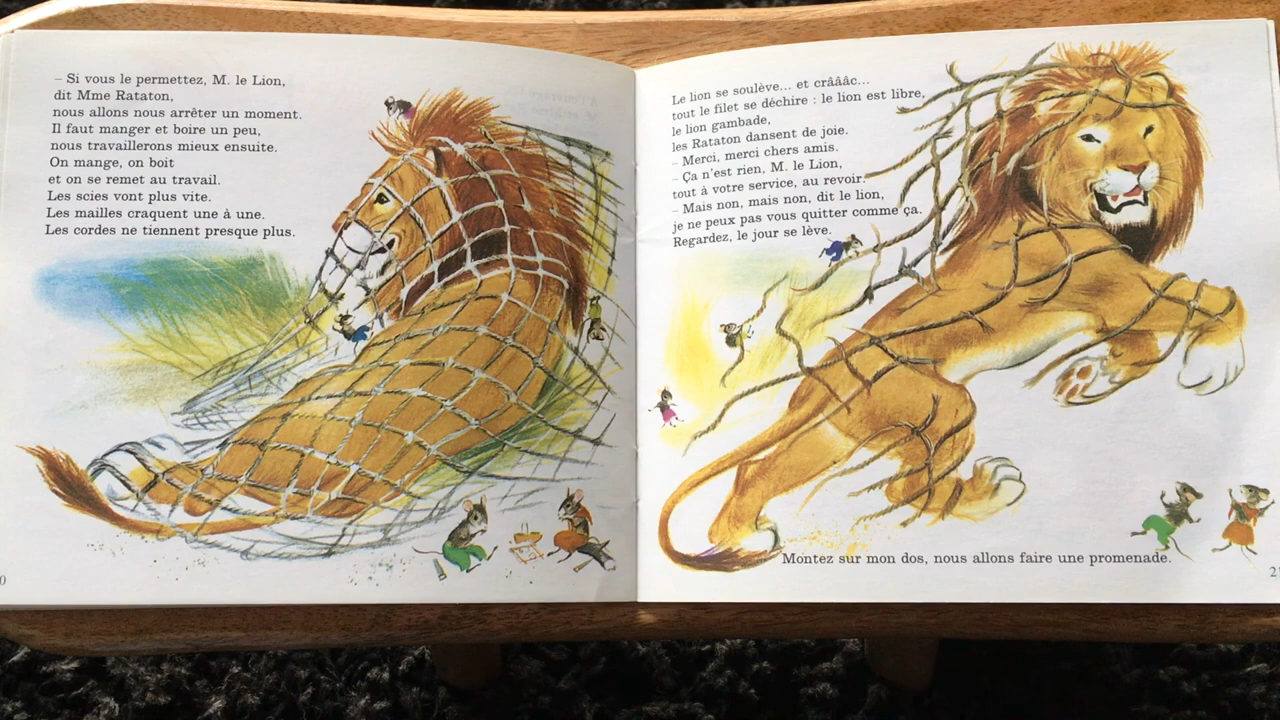 – Si vous le permettez, M. le Lion,
dit Mme Rataton,
nous allons nous arrêter un moment.
Il faut manger et boire un peu,
nous travaillerons mieux ensuite.
On mange, on boit
et on se remet au travail.
Les scies vont plus vite.
Les mailles craquent une à une.
Les cordes ne tiennent presque plus.
Le lion se soulève... et crâââc...
tout le filet se déchire : le lion est libre,
le lion gambade,
les Rataton dansent de joie.
– Merci, merci chers amis.
– Ça n'est rien, M. le Lion,
tout à votre service, au revoir.
– Mais non, mais non, dit le lion,
je ne peux pas vous quitter comme ça.
Regardez, le jour se lève.
Montez sur mon dos, nous allons faire une promenade.